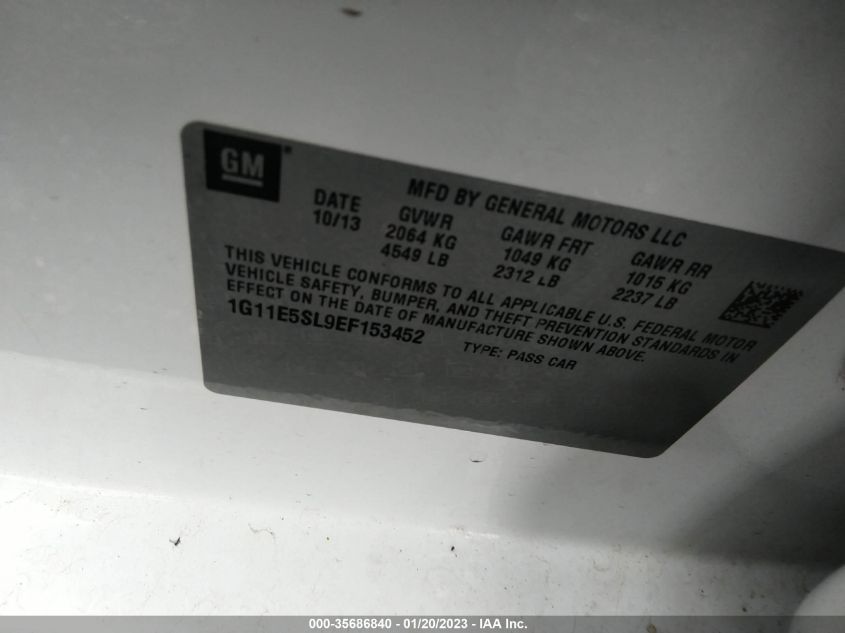 GM®
MFD BY GENERAL MOTORS LLC
DATE GVWR GAWR FRT GAWR RR
10/13 2064 KG 1049 KG 1015 KG
4549 LB 2312 LB 2237 LB
THIS VEHICLE CONFORMS TO ALL APPLICABLE U.S. FEDERAL MOTOR
VEHICLE SAFETY, BUMPER, AND THEFT PREVENTION STANDARDS IN
EFFECT ON THE DATE OF MANUFACTURE SHOWN ABOVE.
1G11E5SL9EF153452 TYPE: PASS CAR
000-35686840 - 01/20/2023 - IAA Inc.